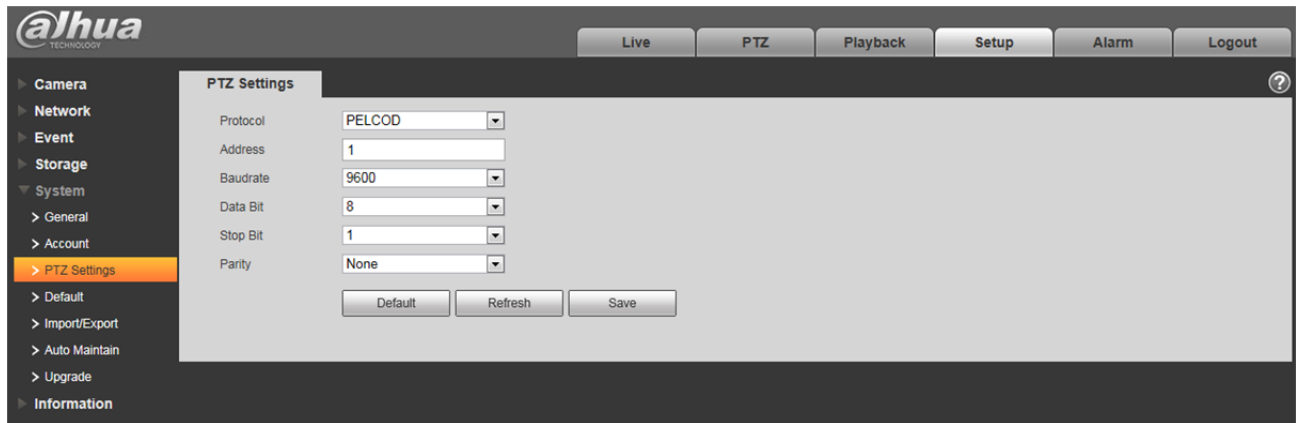 alhua
TECHNOLOGY
Live PTZ Playback Setup Alarm Logout
Camera
Network
Event
Storage
System
> General
> Account
> PTZ Settings
> Default
> Import/Export
> Auto Maintain
> Upgrade
Information
PTZ Settings
?
Protocol PELCOD
Address 1
Baudrate 9600
Data Bit 8
Stop Bit 1
Parity None
Default Refresh Save